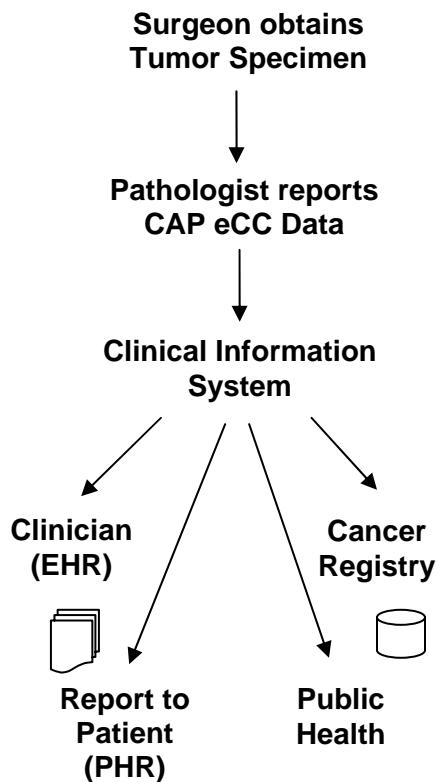 Surgeon obtains
Tumor Specimen
Pathologist reports
CAP eCC Data
Clinical Information
System
Clinician
(EHR)
Cancer
Registry
Report to
Patient
(PHR)
Public
Health